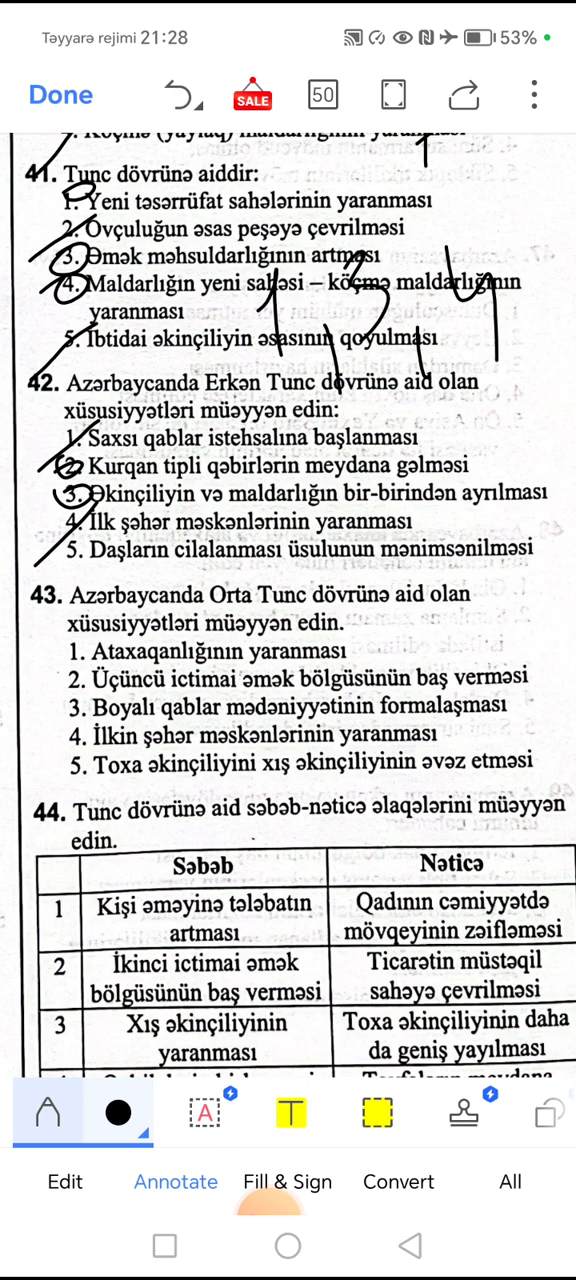 Təyyarə rejimi 21:28
53%
Done
SALE
50
41. Tunc dövrünə aiddir:
1. Yeni təsərrüfat sahələrinin yaranması
2. Ovçuluğun əsas peşəyə çevrilməsi
3. Əmək məhsuldarlığının artması
4. Maldarlığın yeni sahəsi – köçmə maldarlığının
yaranması
5. İbtidai əkinçiliyin əsasının qoyulması
1, 3, 4
42. Azərbaycanda Erkən Tunc dövrünə aid olan
xüsusiyyətləri müəyyən edin:
1. Saxsı qablar istehsalına başlanması
2. Kurqan tipli qəbirlərin meydana gəlməsi
3. Əkinçiliyin və maldarlığın bir-birindən ayrılması
4. İlk şəhər məskənlərinin yaranması
5. Daşların cilalanması üsulunun mənimsənilməsi
43. Azərbaycanda Orta Tunc dövrünə aid olan
xüsusiyyətləri müəyyən edin.
1. Ataxaqanlığının yaranması
2. Üçüncü ictimai əmək bölgüsünün baş verməsi
3. Boyalı qablar mədəniyyətinin formalaşması
4. İlkin şəhər məskənlərinin yaranması
5. Toxa əkinçiliyini xış əkinçiliyinin əvəz etməsi
44. Tunc dövrünə aid səbəb-nəticə əlaqələrini müəyyən
edin.
Səbəb Nəticə
1 Kişi əməyinə tələbatın Qadının cəmiyyətdə
artması mövqeyinin zəifləməsi
2 İkinci ictimai əmək Ticarətin müstəqil
bölgüsünün baş verməsi sahəyə çevrilməsi
3 Xış əkinçiliyinin Toxa əkinçiliyinin daha
yaranması da geniş yayılması
A
T
Edit Annotate Fill & Sign Convert All